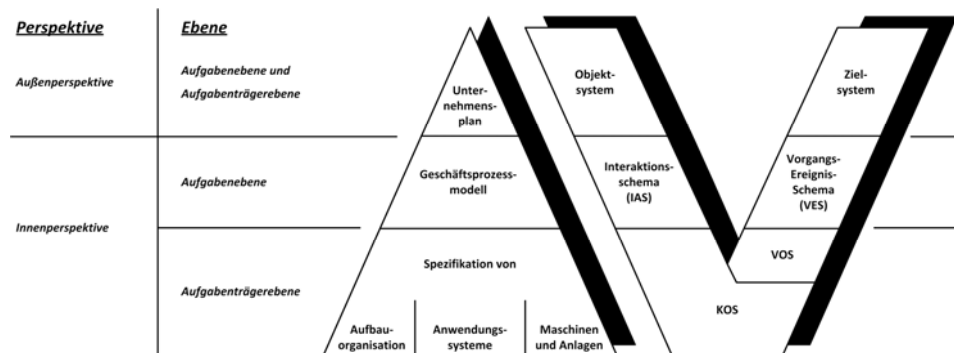 Perspektive
Ebene
Außenperspektive
Aufgabenebene und
Aufgabenträgerebene
Unter-
nehmens-
plan
Objekt-
system
Ziel-
system
Aufgabenebene
Geschäftsprozess-
modell
Interaktions-
schema
(IAS)
Vorgangs-
Ereignis-
Schema
(VES)
Innenperspektive
Aufgabenträgerebene
Spezifikation von
Aufbau-
organisation
Anwendungs-
systeme
Maschinen
und Anlagen
VOS
KOS